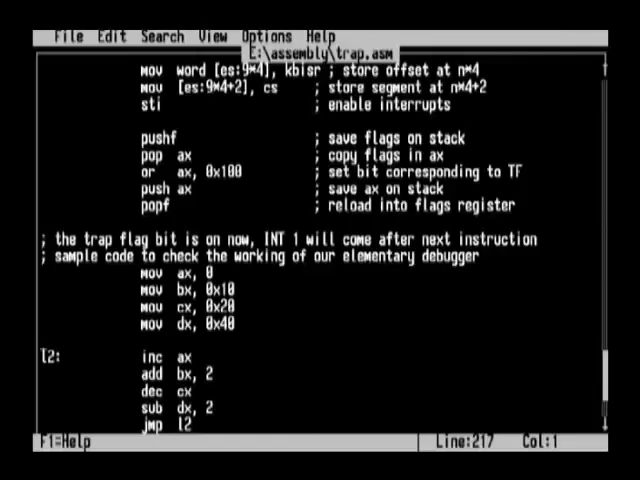 File Edit Search View Options Help
E:\assembly\trap.asm
mov word [es:9*4], kbisr ; store offset at n*4
mov [es:9*4+2], cs ; store segment at n*4+2
sti ; enable interrupts
pushf ; save flags on stack
pop ax ; copy flags in ax
or ax, 0x100 ; set bit corresponding to TF
push ax ; save ax on stack
popf ; reload into flags register
; the trap flag bit is on now, INT 1 will come after next instruction
; sample code to check the working of our elementary debugger
mov ax, 0
mov bx, 0x10
mov cx, 0x20
mov dx, 0x40
l2: inc ax
add bx, 2
dec cx
sub dx, 2
jmp l2
F1=Help Line:217 Col:1